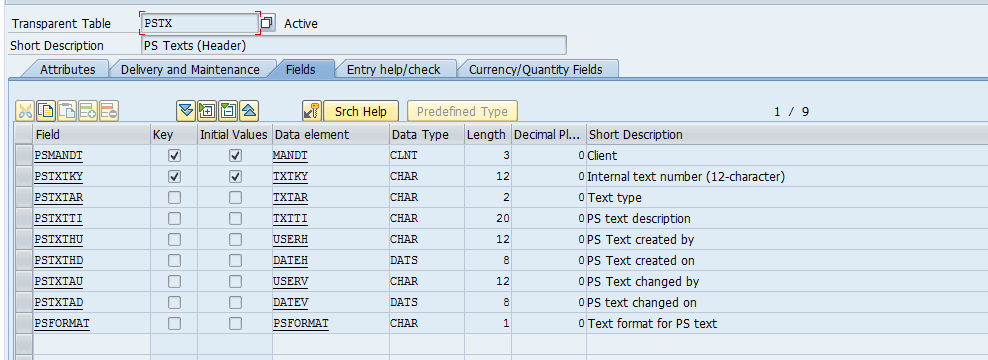 Transparent Table PSTX Active
Short Description PS Texts (Header)
Attributes Delivery and Maintenance Fields Entry help/check Currency/Quantity Fields
Srch Help Predefined Type 1 / 9
Field Key Initial Values Data element Data Type Length Decimal Pl... Short Description
PSMANDT MANDT CLNT 3 0 Client
PSTXTKY TXTKY CHAR 12 0 Internal text number (12-character)
PSTXTAR TXTAR CHAR 2 0 Text type
PSTXTTI TXTTI CHAR 20 0 PS text description
PSTXTHU USERH CHAR 12 0 PS Text created by
PSTXTHD DATEH DATS 8 0 PS Text created on
PSTXTAU USERV CHAR 12 0 PS Text changed by
PSTXTAD DATEV DATS 8 0 PS text changed on
PSFORMAT PSFORMAT CHAR 1 0 Text format for PS text